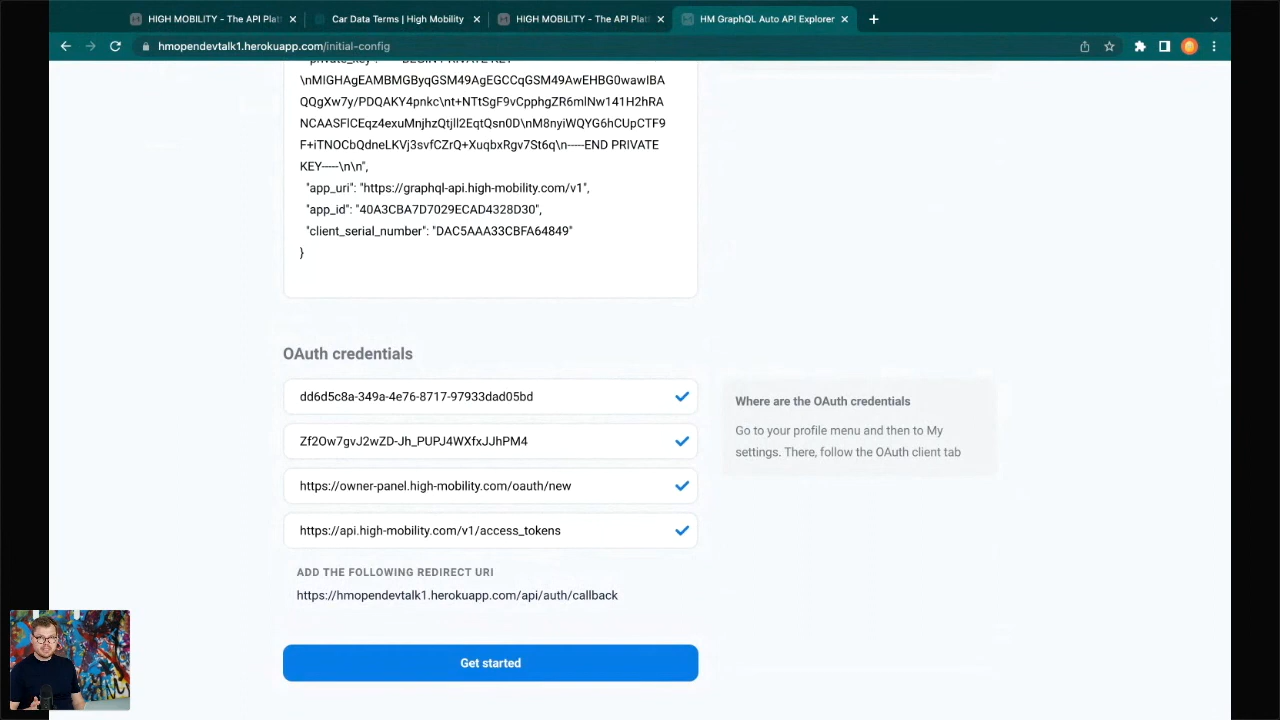 HIGH MOBILITY - The API Plat
Car Data Terms | High Mobility
HIGH MOBILITY - The API Plat
HM GraphQL Auto API Explorer
hmopendevtalk1.herokuapp.com/initial-config
\nMIGHAgEAMBMGByqGSM49AgEGCCqGSM49AwEHBG0wawIBA
QQgXw7y/PDQAKY4pnkc\nt+NTtSgF9vCpphgZR6mlNw141H2hRA
NCAASFlCEqz4exuMnjhzQtjll2EqtQsn0D\nM8nyiWQYG6hCUpCTF9
F+iTNOCbQdneLKVj3svfCZrQ+XuqbxRgv7St6q\n-----END PRIVATE
KEY-----\n\n",
"app_uri": "https://graphql-api.high-mobility.com/v1",
"app_id": "40A3CBA7D7029ECAD4328D30",
"client_serial_number": "DAC5AAA33CBFA64849"
}
OAuth credentials
dd6d5c8a-349a-4e76-8717-97933dad05bd
Zf2Ow7gvJ2wZD-Jh_PUPJ4WXfxJJhPM4
https://owner-panel.high-mobility.com/oauth/new
https://api.high-mobility.com/v1/access_tokens
Where are the OAuth credentials
Go to your profile menu and then to My
settings. There, follow the OAuth client tab
ADD THE FOLLOWING REDIRECT URI
https://hmopendevtalk1.herokuapp.com/api/auth/callback
Get started